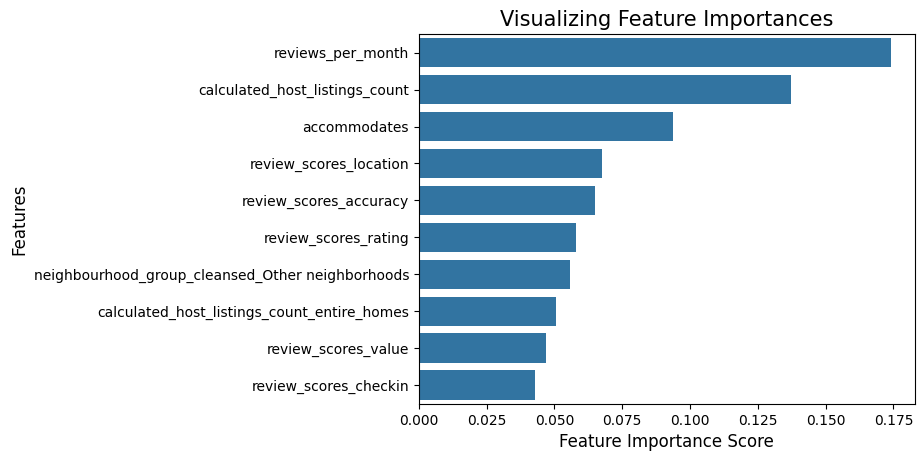 Visualizing Feature Importances
reviews_per_month
calculated_host_listings_count
accommodates
review_scores_location
review_scores_accuracy
review_scores_rating
neighbourhood_group_cleansed_Other neighborhoods
calculated_host_listings_count_entire_homes
review_scores_value
review_scores_checkin
Features
0.000 0.025 0.050 0.075 0.100 0.125 0.150 0.175
Feature Importance Score